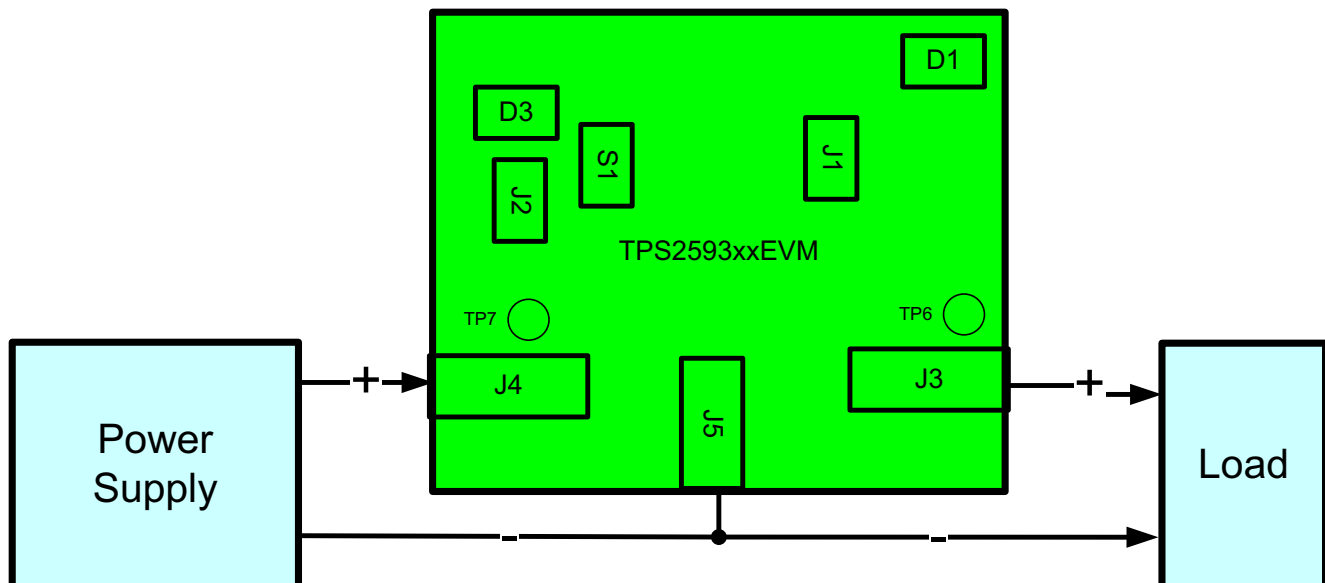 D1
D3
S1
J1
J2
TPS2593xxEVM
TP7
TP6
+
J4
J3
+
Power
Supply
J5
Load
-
-